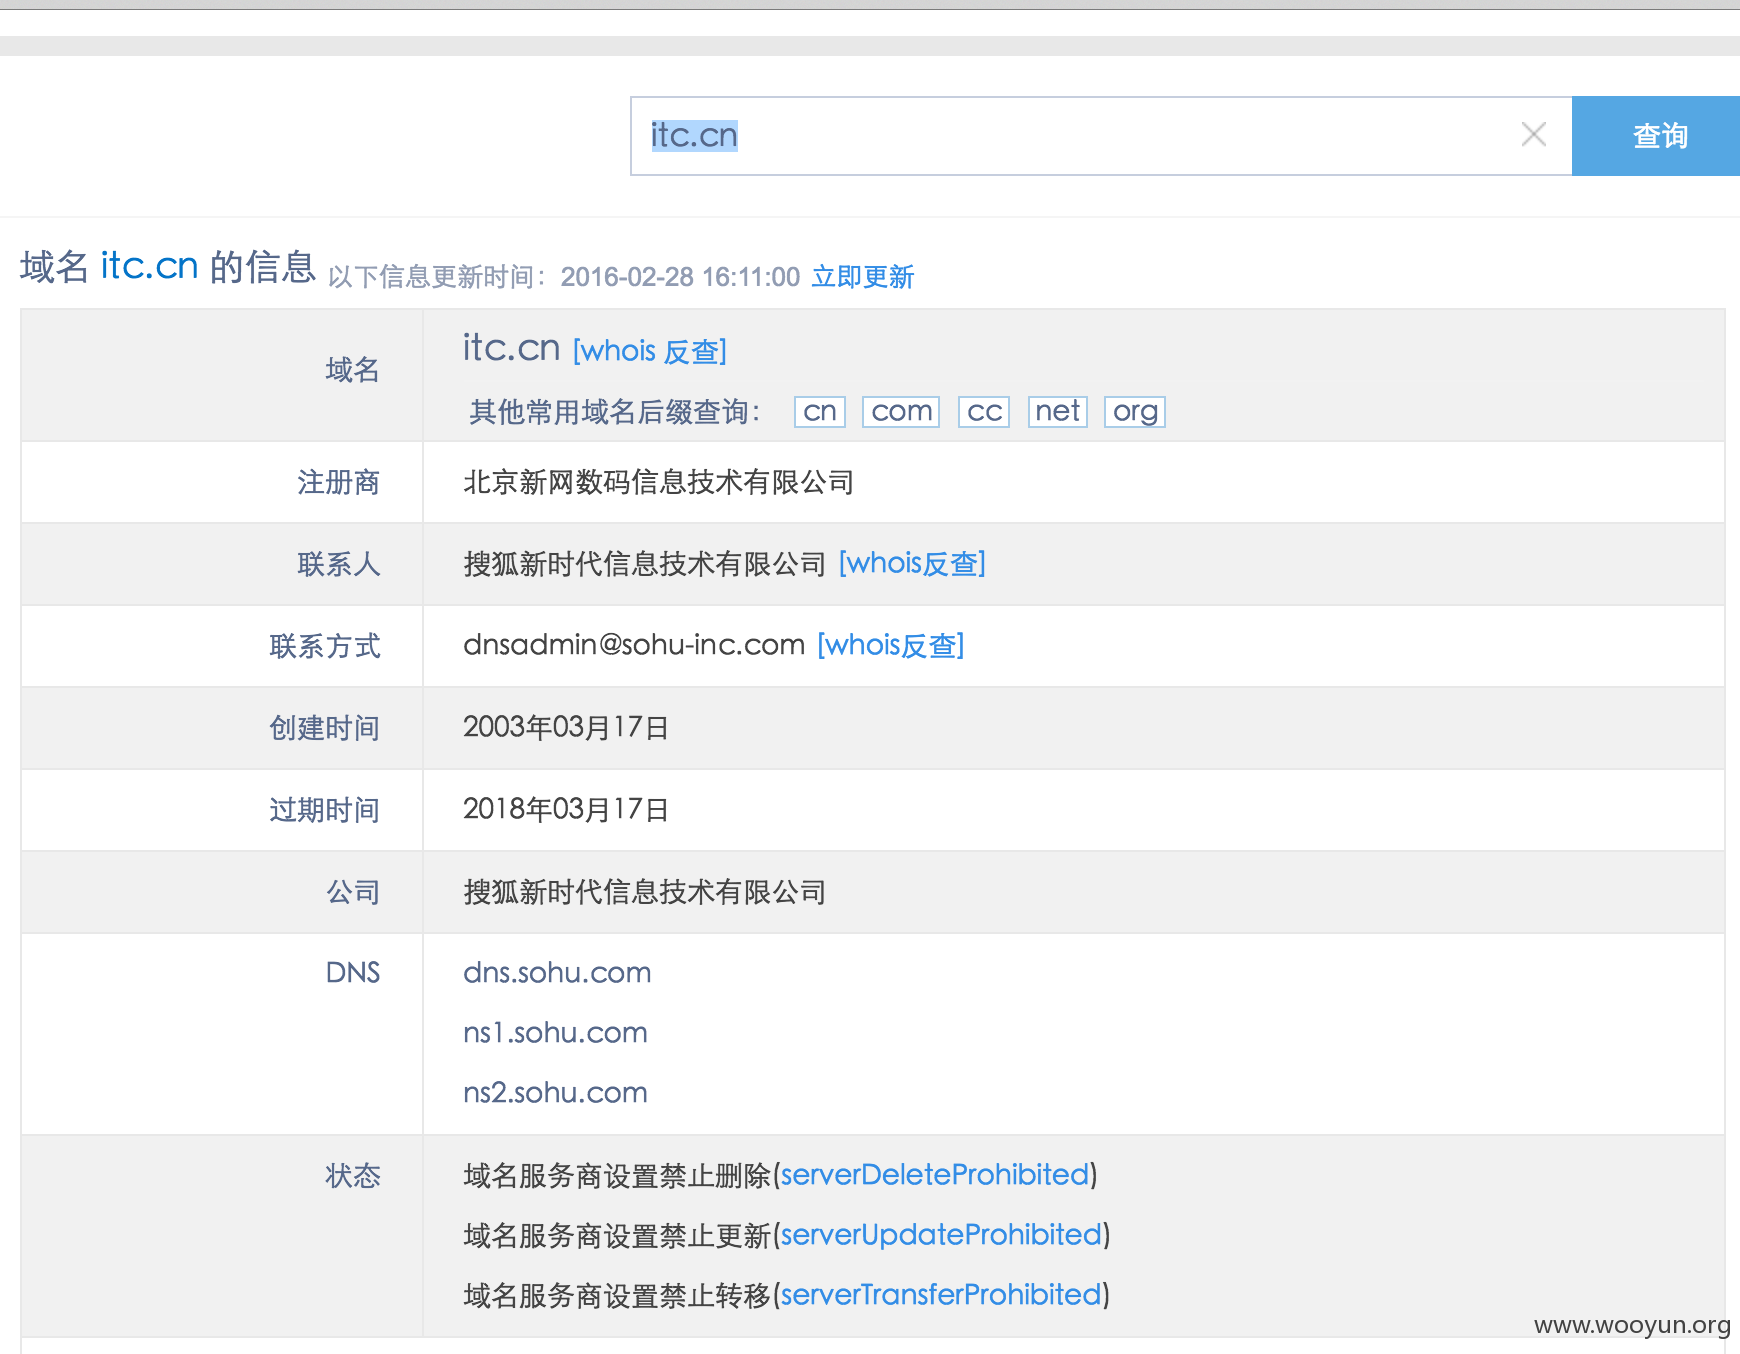 itc.cn
查询
域名 itc.cn 的信息 以下信息更新时间：2016-02-28 16:11:00 立即更新
域名
itc.cn [whois 反查]
其他常用域名后缀查询： cn com cc net org
注册商 北京新网数码信息技术有限公司
联系人 搜狐新时代信息技术有限公司 [whois反查]
联系方式 dnsadmin@sohu-inc.com [whois反查]
创建时间 2003年03月17日
过期时间 2018年03月17日
公司 搜狐新时代信息技术有限公司
DNS dns.sohu.com
ns1.sohu.com
ns2.sohu.com
状态 域名服务商设置禁止删除(serverDeleteProhibited)
域名服务商设置禁止更新(serverUpdateProhibited)
域名服务商设置禁止转移(serverTransferProhibited)
www.wooyun.org